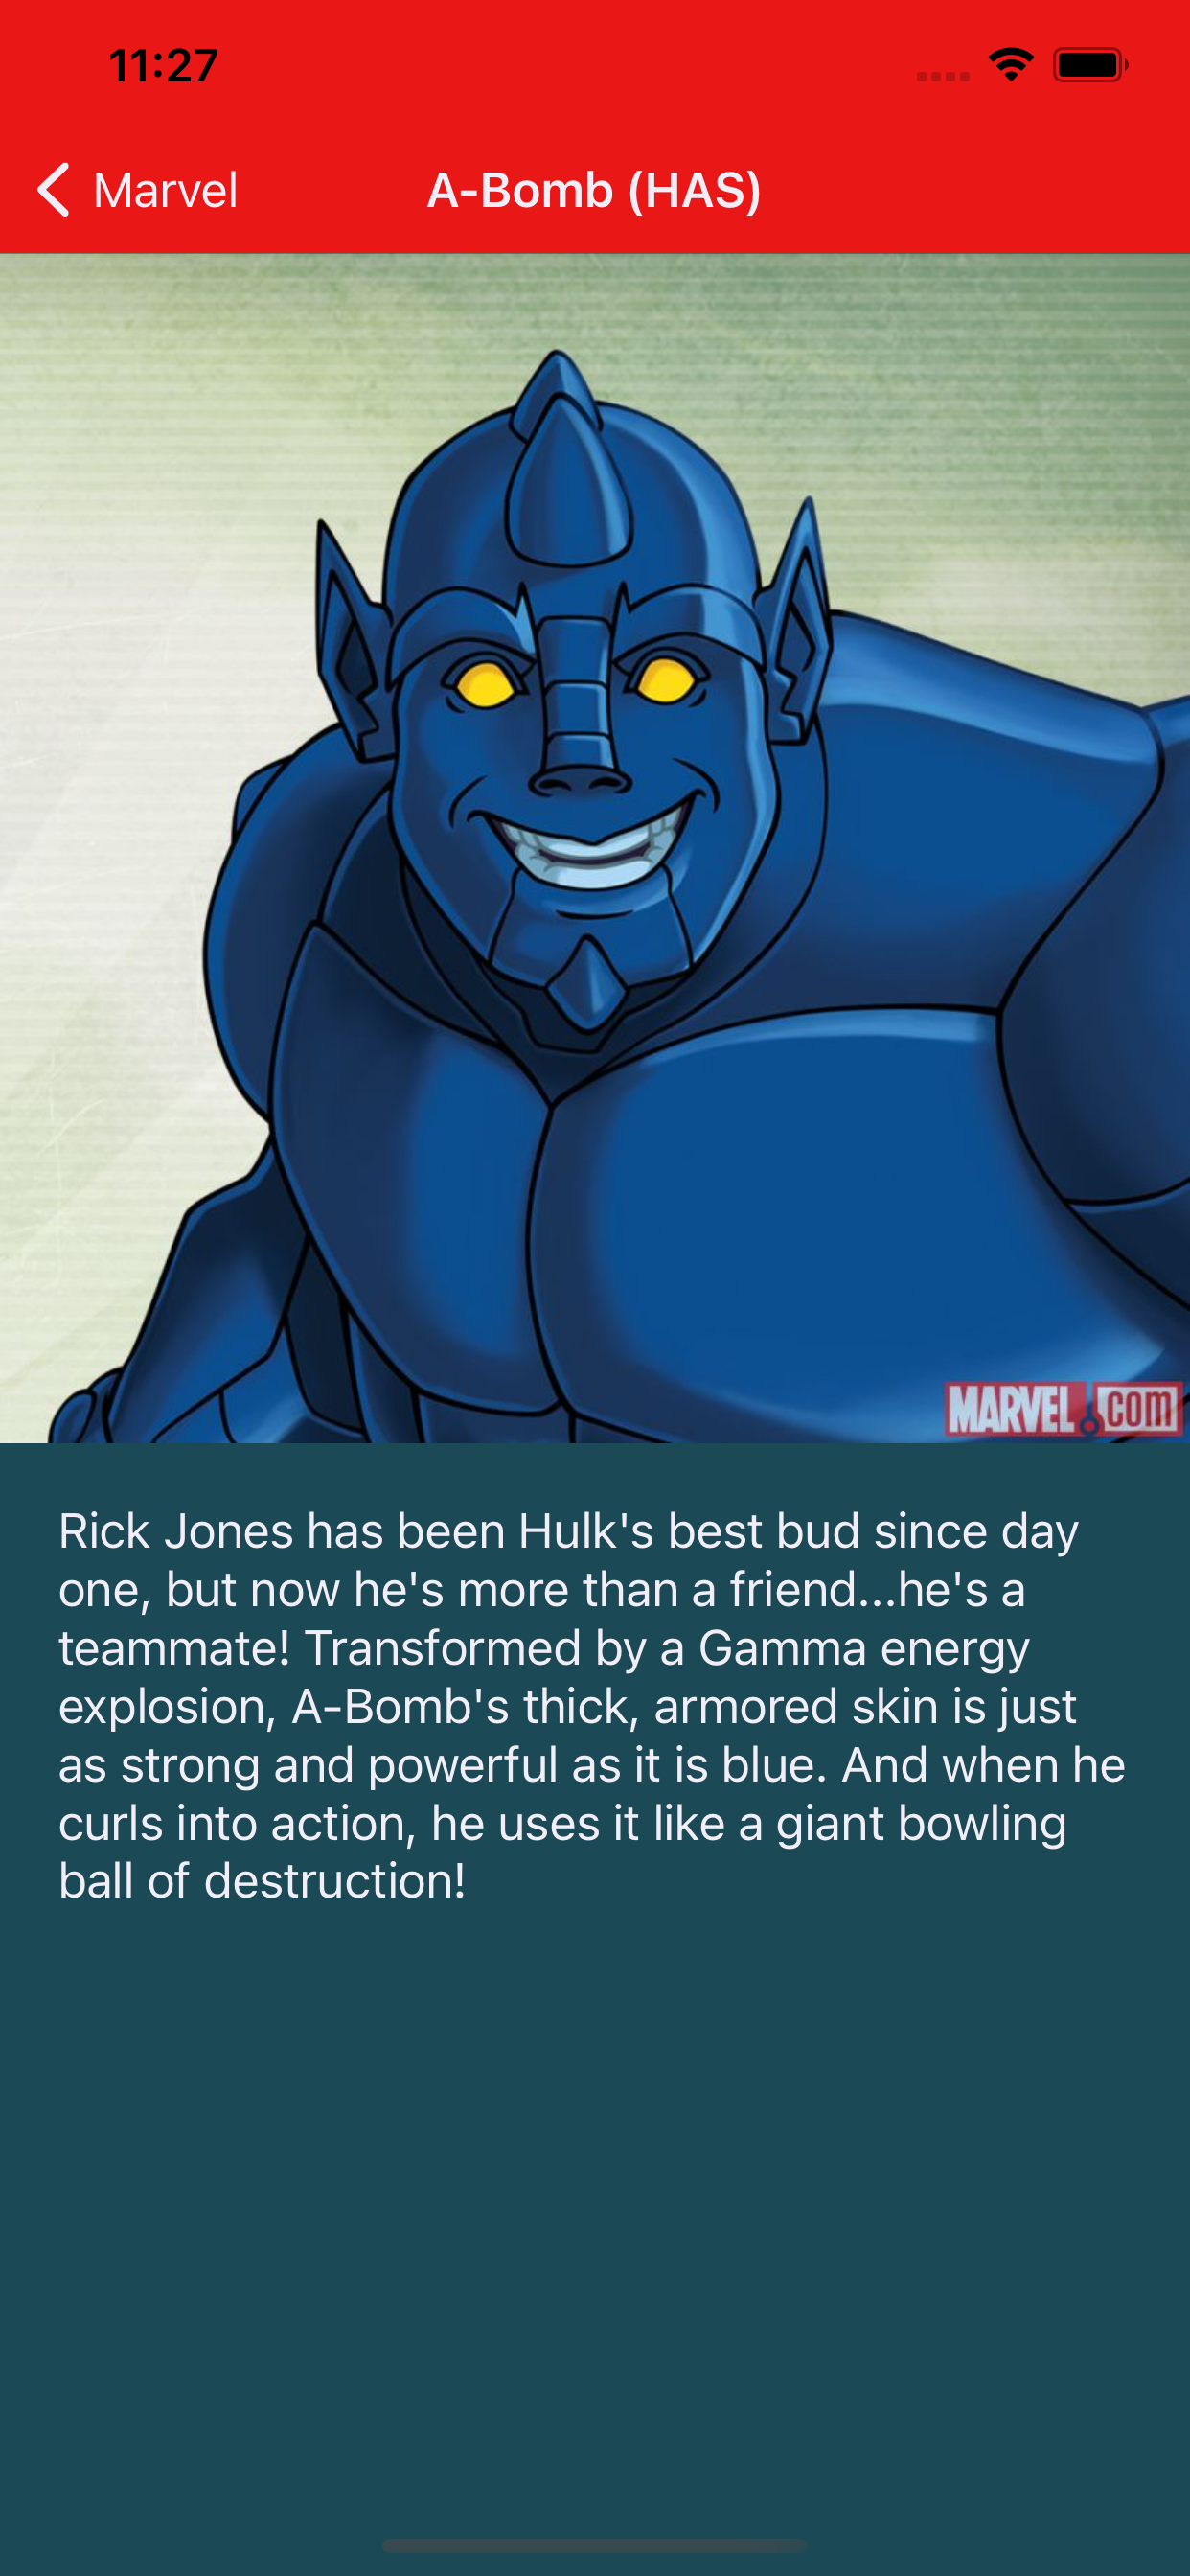 11:27
Marvel
A-Bomb (HAS)
MARVEL.com
Rick Jones has been Hulk's best bud since day
one, but now he's more than a friend...he's a
teammate! Transformed by a Gamma energy
explosion, A-Bomb's thick, armored skin is just
as strong and powerful as it is blue. And when he
curls into action, he uses it like a giant bowling
ball of destruction!